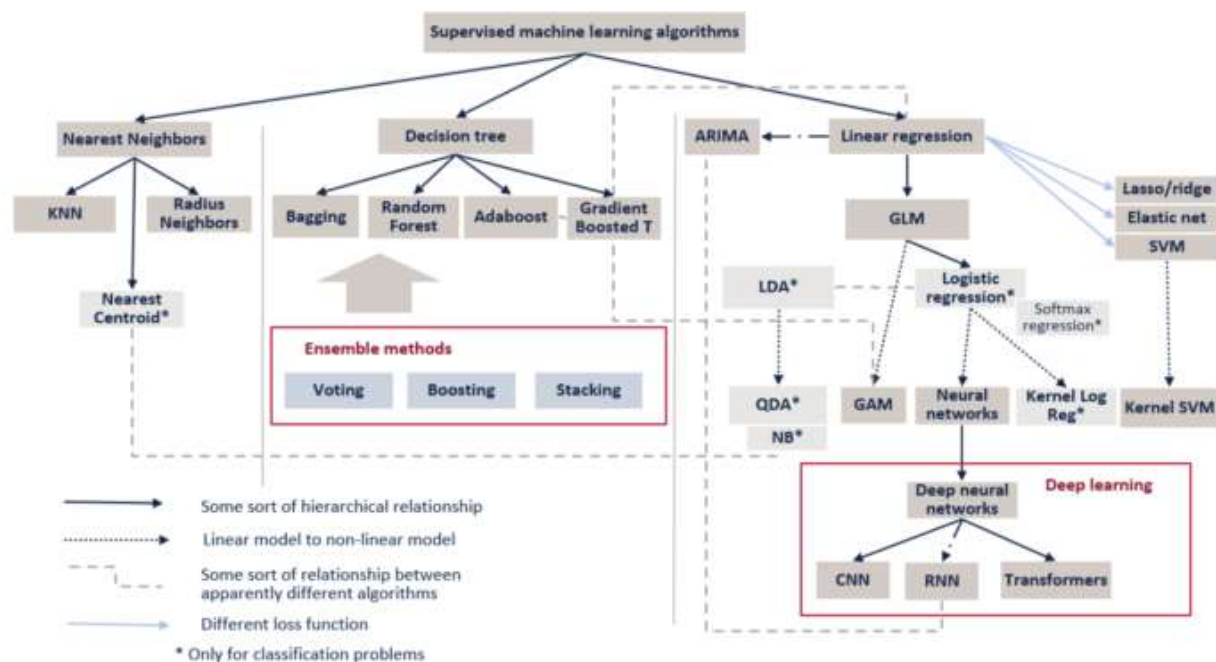 Supervised machine learning algorithms
Nearest Neighbors
Decision tree
ARIMA
Linear regression
KNN
Radius
Neighbors
Bagging
Random
Forest
Adaboost
Gradient
Boosted T
GLM
Lasso/ridge
Elastic net
SVM
Nearest
Centroid*
LDA*
Logistic
regression*
Softmax
regression*
Ensemble methods
Voting
Boosting
Stacking
QDA*
NB*
GAM
Neural
networks
Kernel Log
Reg*
Kernel SVM
Deep learning
Deep neural
networks
CNN
RNN
Transformers
Some sort of hierarchical relationship
Linear model to non-linear model
Some sort of relationship between
apparently different algorithms
Different loss function
* Only for classification problems